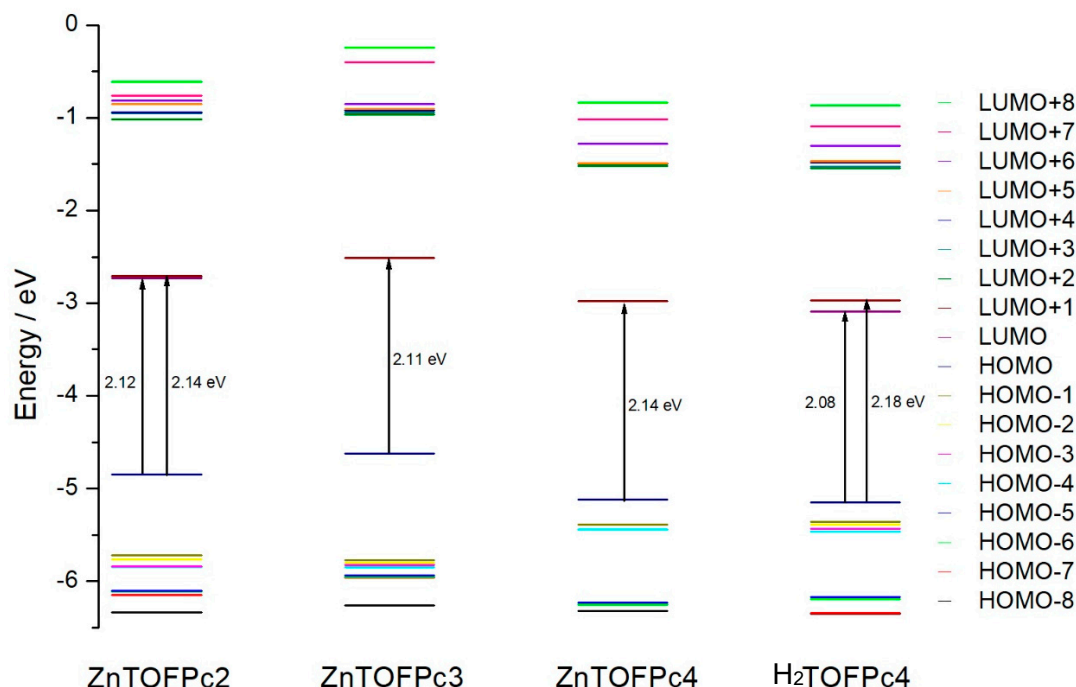 Energy / eV
0
-1
-2
-3
-4
-5
-6
2.12
2.14 eV
2.11 eV
2.14 eV
2.08
2.18 eV
ZnTOFPc2
ZnTOFPc3
ZnTOFPc4
H2TOFPc4
LUMO+8
LUMO+7
LUMO+6
LUMO+5
LUMO+4
LUMO+3
LUMO+2
LUMO+1
LUMO
HOMO
HOMO-1
HOMO-2
HOMO-3
HOMO-4
HOMO-5
HOMO-6
HOMO-7
HOMO-8